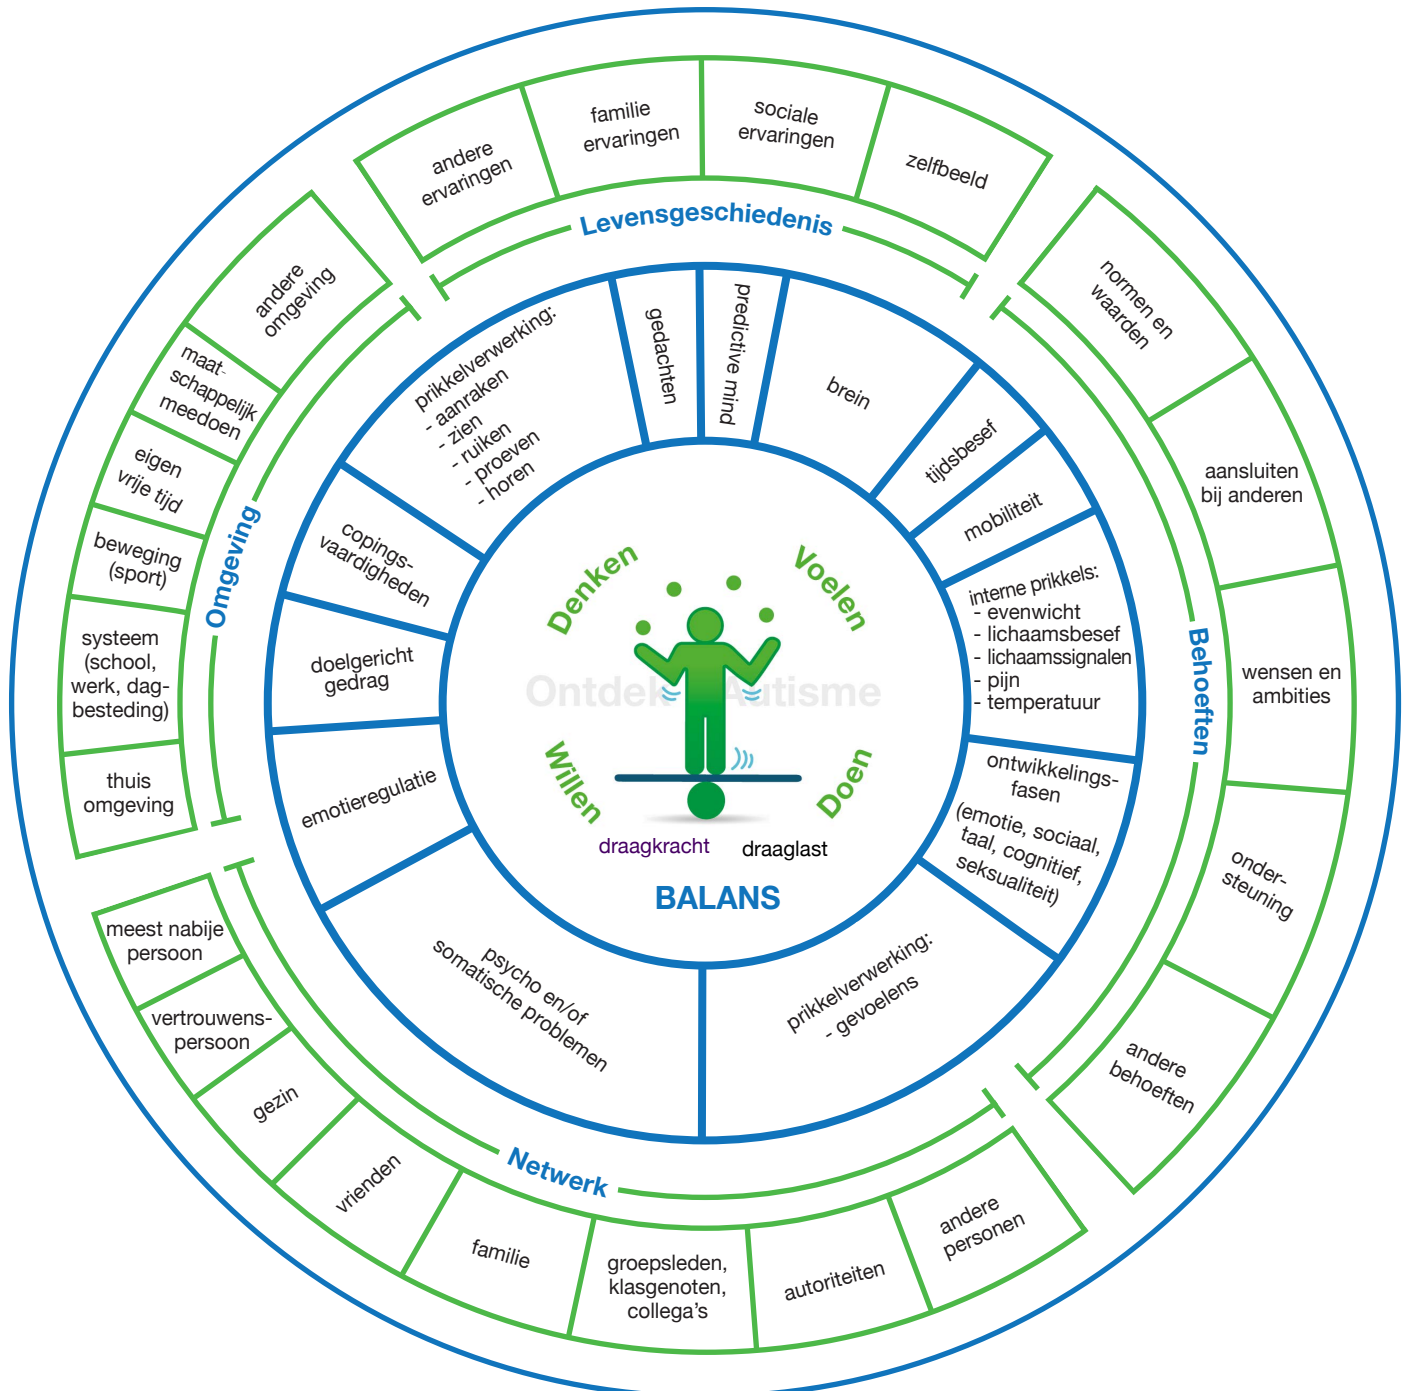 andere
ervaringen
familie
ervaringen
sociale
ervaringen
zelfbeeld
Levensgeschiedenis
normen en
waarden
aansluiten
bij anderen
wensen en
ambities
onder-
steuning
andere
behoeften
Behoeften
andere
personen
autoriteiten
groepsleden,
klasgenoten,
collega's
familie
vrienden
gezin
vertrouwens-
persoon
meest nabije
persoon
Netwerk
thuis
omgeving
systeem
(school,
werk, dag-
besteding)
beweging
(sport)
eigen
vrije tijd
maat-
schappelijk
meedoen
andere
omgeving
Omgeving
prikkelverwerking:
- aanraken
- zien
- ruiken
- proeven
- horen
gedachten
predictive mind
brein
tijdsbesef
mobiliteit
interne prikkels:
- evenwicht
- lichaamsbesef
- lichaamssignalen
- pijn
- temperatuur
ontwikkelings-
fasen
(emotie, sociaal,
taal, cognitief,
seksualiteit)
prikkelverwerking:
- gevoelens
psycho en/of
somatische problemen
emotieregulatie
doelgericht
gedrag
copings-
vaardigheden
Denken
Voelen
Ontdek Autisme
Willen
Doen
draagkracht draaglast
BALANS